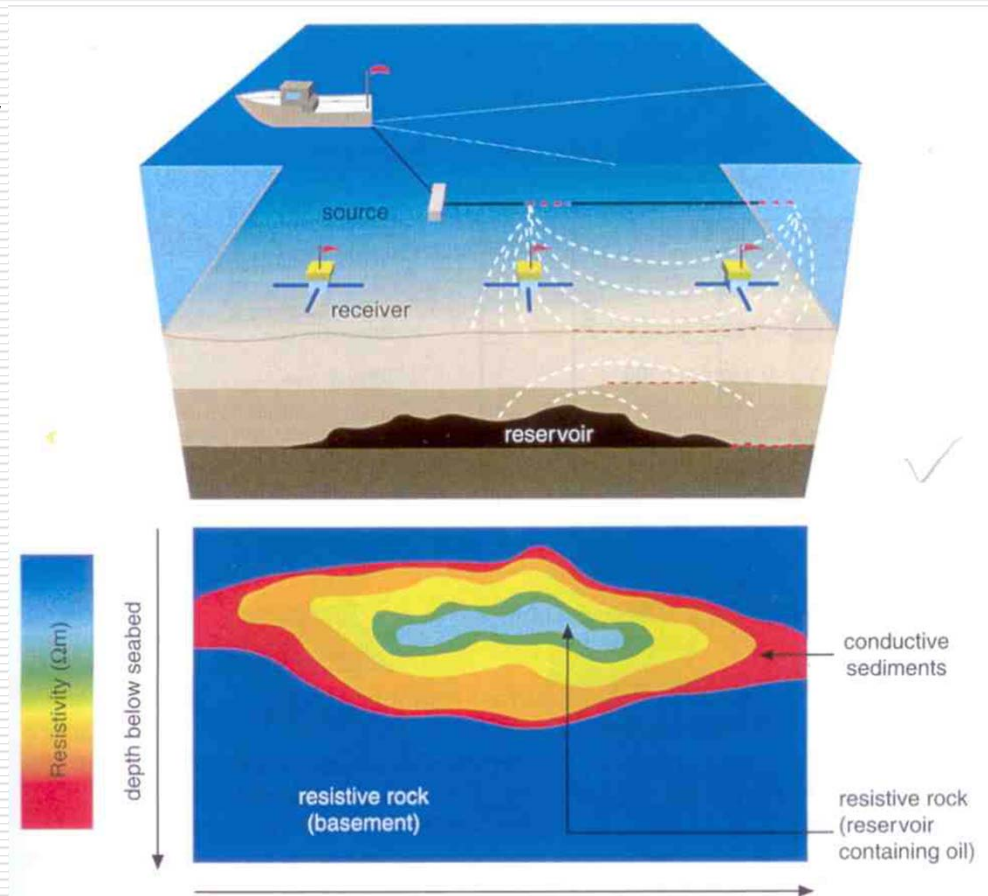 source
receiver
reservoir
Resistivity (Ωm)
depth below seabed
conductive
sediments
resistive rock
(basement)
resistive rock
(reservoir
containing oil)